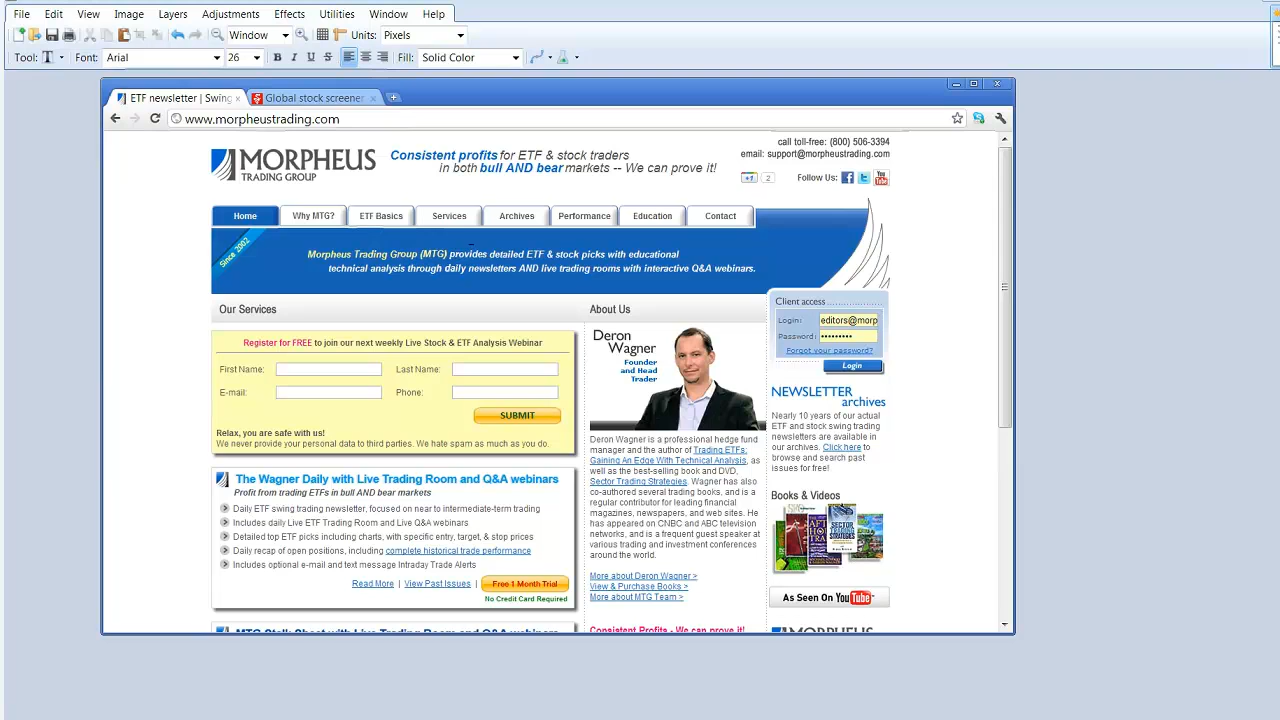 File Edit View Image Layers Adjustments Effects Utilities Window Help
Window Units: Pixels
Tool: T Font: Arial 26 B I U S Fill: Solid Color
ETF newsletter | Swing Global stock screener
www.morpheustrading.com
call toll-free: (800) 506-3394
email: support@morpheustrading.com
MORPHEUS
TRADING GROUP
Consistent profits for ETF & stock traders
in both bull AND bear markets -- We can prove it!
+1 2 Follow Us: f t You Tube
Home Why MTG? ETF Basics Services Archives Performance Education Contact
Since 2002
Morpheus Trading Group (MTG) provides detailed ETF & stock picks with educational
technical analysis through daily newsletters AND live trading rooms with interactive Q&A webinars.
Our Services
Register for FREE to join our next weekly Live Stock & ETF Analysis Webinar
First Name: Last Name:
E-mail: Phone:
SUBMIT
Relax, you are safe with us!
We never provide your personal data to third parties. We hate spam as much as you do.
The Wagner Daily with Live Trading Room and Q&A webinars
Profit from trading ETFs in bull AND bear markets
Daily ETF swing trading newsletter, focused on near to intermediate-term trading
Includes daily Live ETF Trading Room and Live Q&A webinars
Detailed top ETF picks including charts, with specific entry, target, & stop prices
Daily recap of open positions, including complete historical trade performance
Includes optional e-mail and text message Intraday Trade Alerts
Read More | View Past Issues | Free 1 Month Trial
No Credit Card Required
MTG Stalk Sheet with Live Trading Room and Q&A webinars
About Us
Deron
Wagner
Founder
and Head
Trader
Deron Wagner is a professional hedge fund
manager and the author of Trading ETFs:
Gaining An Edge With Technical Analysis, as
well as the best-selling book and DVD,
Sector Trading Strategies. Wagner has also
co-authored several trading books, and is a
regular contributor for leading financial
magazines, newspapers, and web sites. He
has appeared on CNBC and ABC television
networks, and is a frequent guest speaker at
various trading and investment conferences
around the world.
More about Deron Wagner >
View & Purchase Books >
More about MTG Team >
Consistent Profits - We can prove it!
Client access
Login: editors@morp
Password: •••••••••
Forgot your password?
Login
NEWSLETTER
archives
Nearly 10 years of our actual
ETF and stock swing trading
newsletters are available in
our archives. Click here to
browse and search past
issues for free!
Books & Videos
SECTOR
TRADING
STRATEGIES
As Seen On YouTube
MORPHEUS